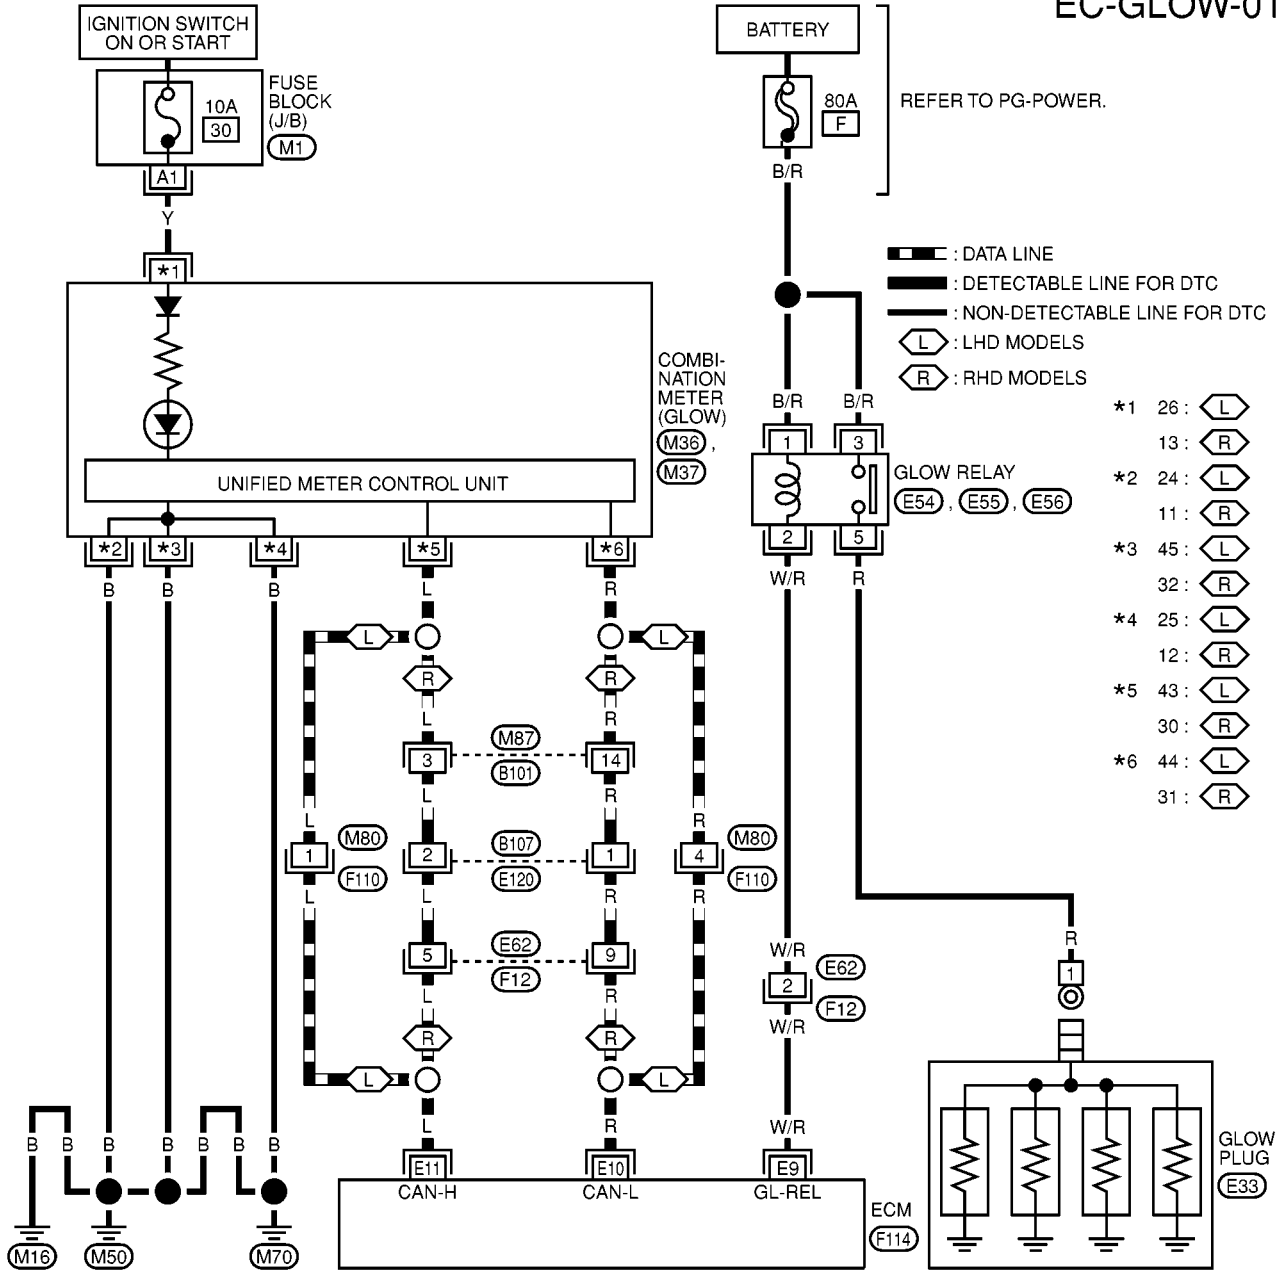 EC-GLOW-01
IGNITION SWITCH
ON OR START
BATTERY
FUSE
BLOCK
(J/B)
M1
10A
30
80A
F
REFER TO PG-POWER.
A1
B/R
Y
*1
: DATA LINE
: DETECTABLE LINE FOR DTC
: NON-DETECTABLE LINE FOR DTC
L : LHD MODELS
R : RHD MODELS
COMBI-
NATION
METER
(GLOW)
M36 ,
M37
B/R B/R
1 3
GLOW RELAY
E54 , E55 , E56
2 5
W/R R
*1 26 : L
13 : R
*2 24 : L
11 : R
*3 45 : L
32 : R
*4 25 : L
12 : R
*5 43 : L
30 : R
*6 44 : L
31 : R
UNIFIED METER CONTROL UNIT
*2 *3 *4 *5 *6
B B B L R
L L
R R
L R
M87
3 14
B101
L L R R
M80 B107 M80
1 2 1 4
F110 E120 F110
L L R R
E62
5 9
F12
L R
R R
L L
L R
W/R
E62
2
F12
W/R
W/R
R
1
B B B B B B
E11 E10 E9
CAN-H CAN-L GL-REL
ECM
F114
GLOW
PLUG
E33
M16 M50 M70